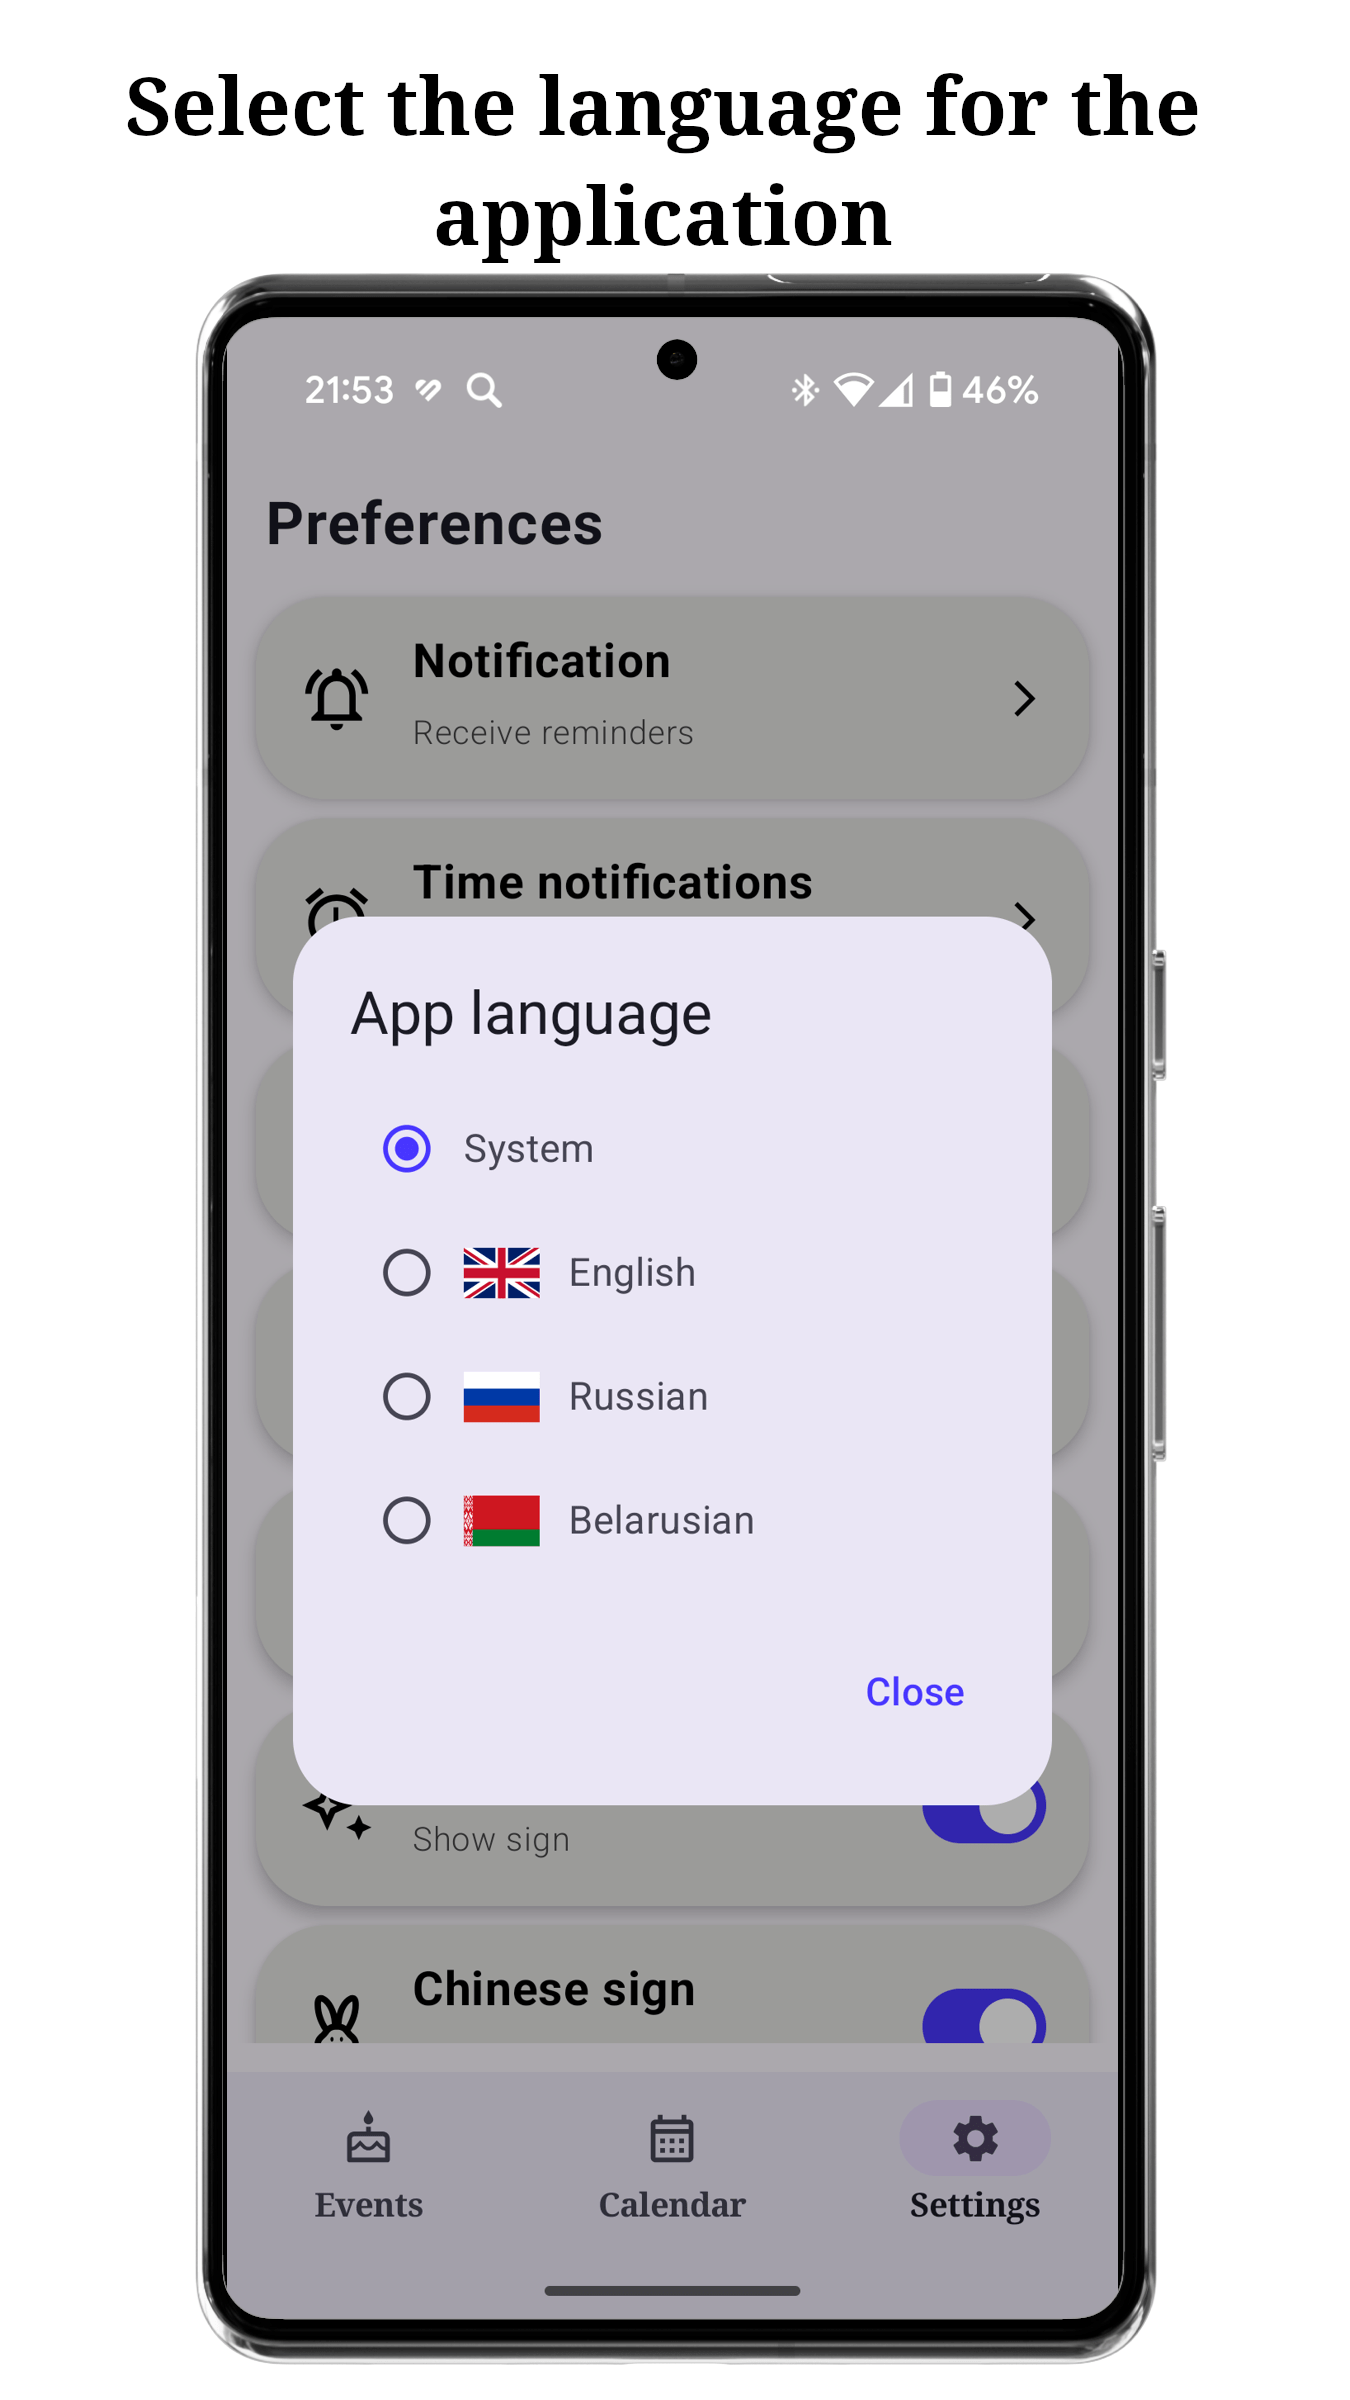 Select the language for the
application
21:53
46%
Preferences
Notification
Receive reminders
Time notifications
App language
System
English
Russian
Belarusian
Close
Show sign
Chinese sign
Events
Calendar
Settings